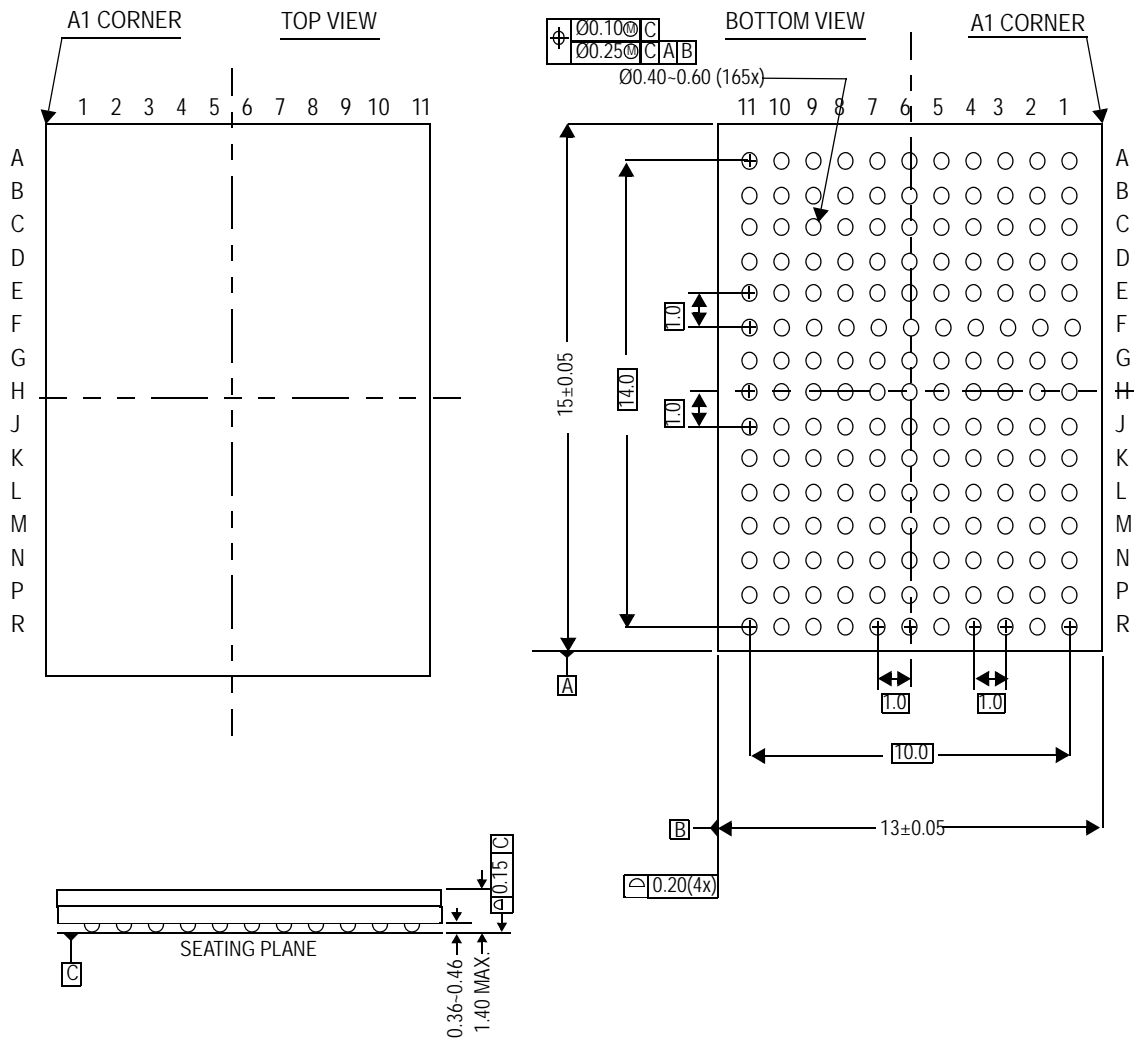 A1 CORNER
TOP VIEW
1 2 3 4 5 6 7 8 9 10 11
A
B
C
D
E
F
G
H
J
K
L
M
N
P
R
Ø0.10Ⓜ C
Ø0.25Ⓜ C A B
BOTTOM VIEW
A1 CORNER
Ø0.40~0.60 (165x)
11 10 9 8 7 6 5 4 3 2 1
A
B
C
D
E
F
G
H
J
K
L
M
N
P
R
15±0.05
14.0
1.0
1.0
A
1.0
1.0
10.0
B
13±0.05
0.20(4x)
0.15 C
SEATING PLANE
C
0.36~0.46
1.40 MAX.